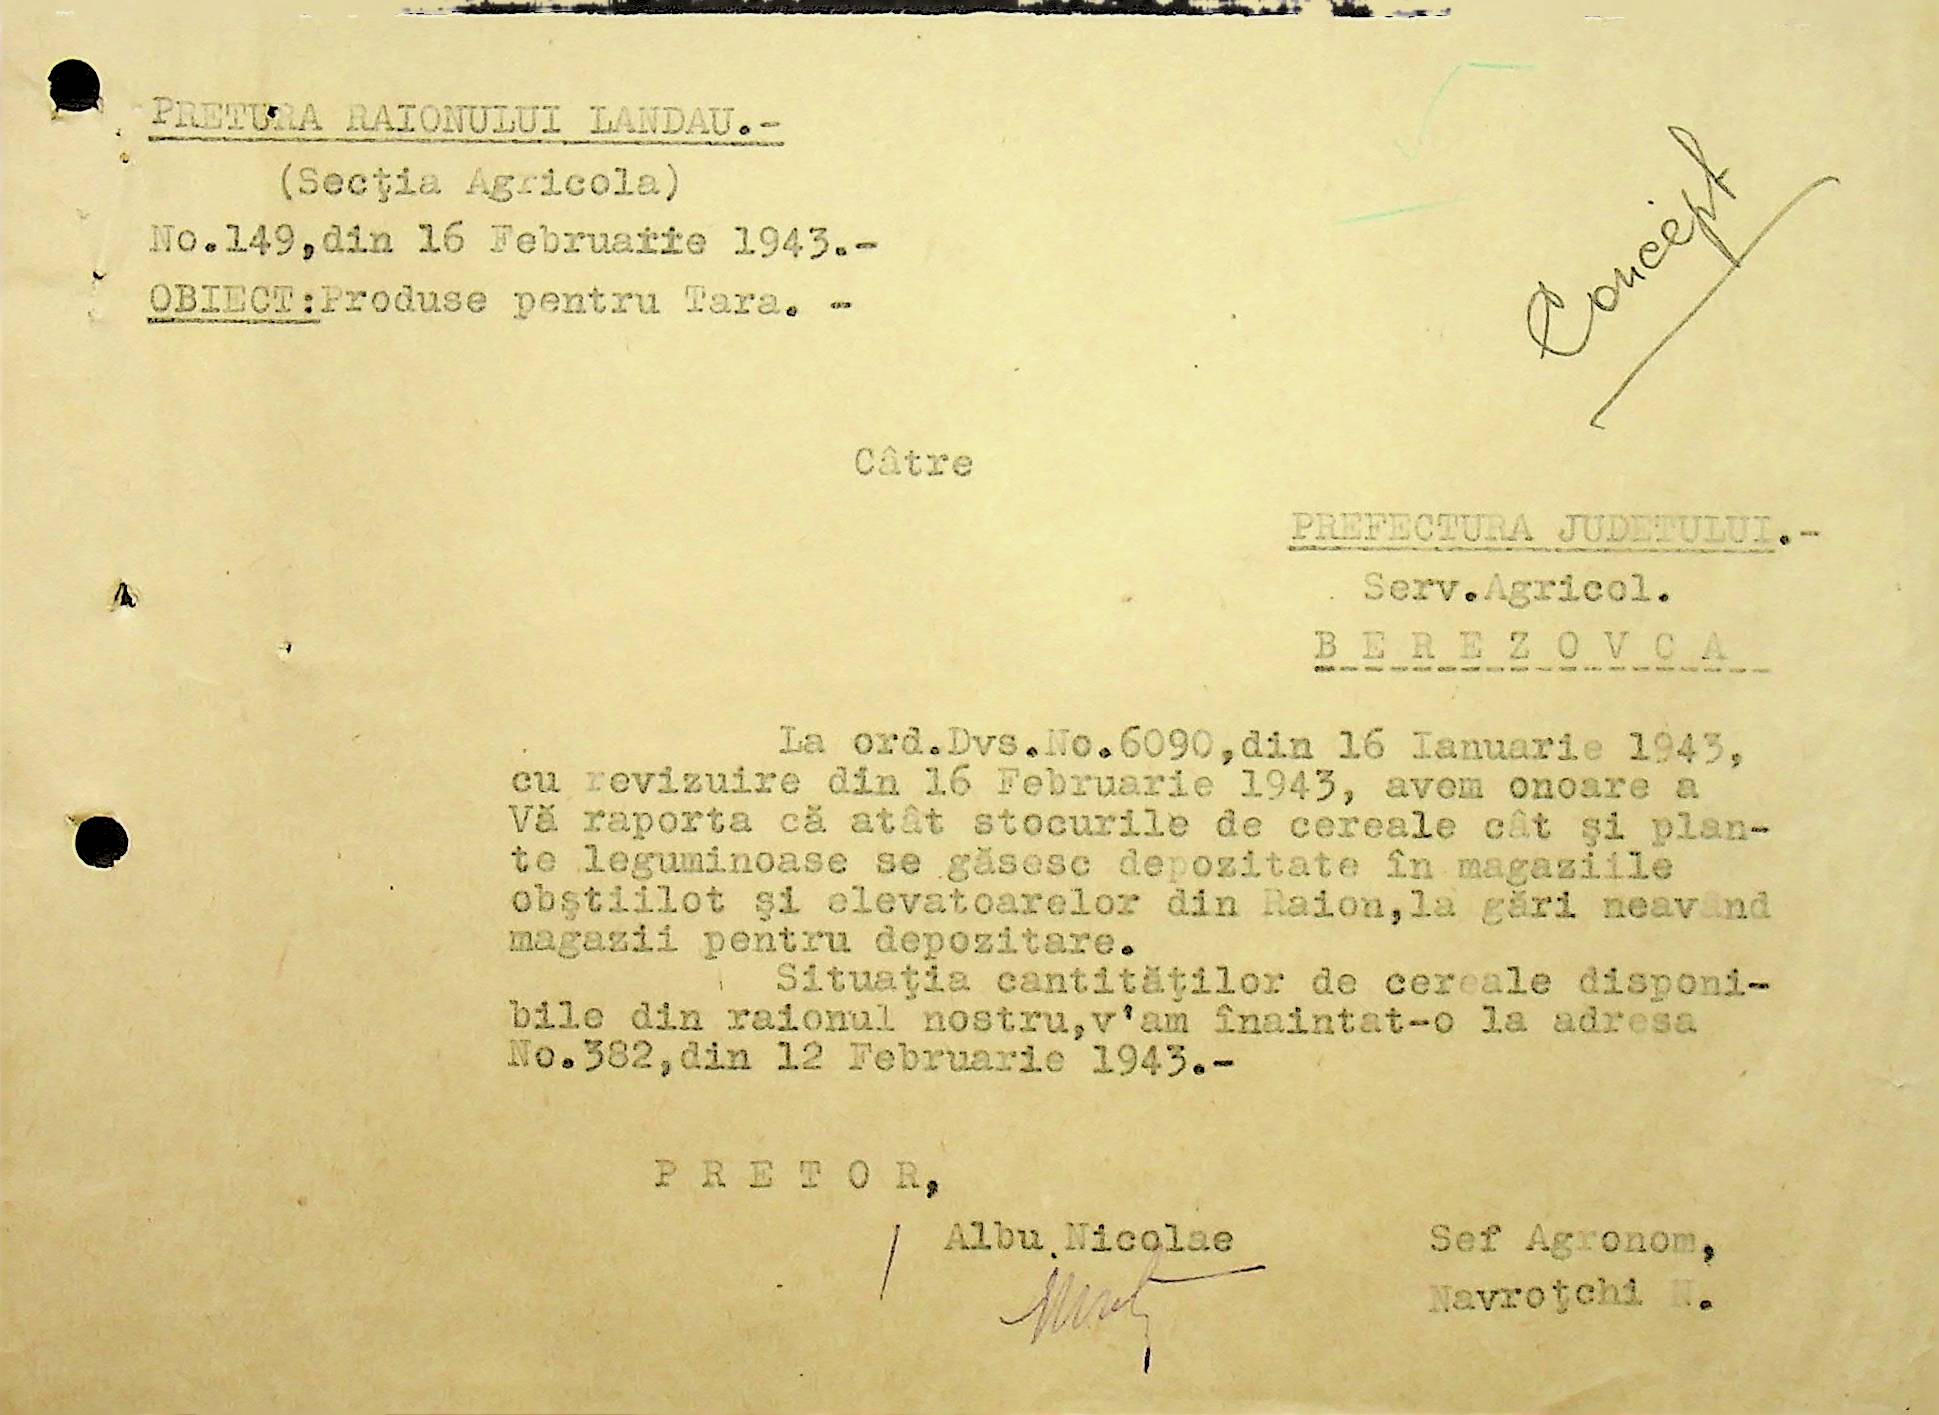 PRETURA RAIONULUI LANDAU.-
(Secţia Agricola)
No.149,din 16 Februarie 1943.-
OBIECT:Produse pentru Tara. -
Concept
Câtre
PREFECTURA JUDETULUI.-
Serv.Agricol.
B E R E Z O V C A
La ord.Dvs.No.6090,din 16 Ianuarie 1943,
cu revizuire din 16 Februarie 1943, avem onoare a
Vă raporta că atât stocurile de cereale cât şi plan-
te leguminoase se găsesc depozitate în magaziile
obştiilot şi elevatoarelor din Raion,la gări neavând
magazii pentru depozitare.
Situaţia cantităţilor de cereale disponi-
bile din raionul nostru,v'am înaintat-o la adresa
No.382,din 12 Februarie 1943.-
P R E T O R,
Albu Nicolae
Sef Agronom,
Navroţchi N.